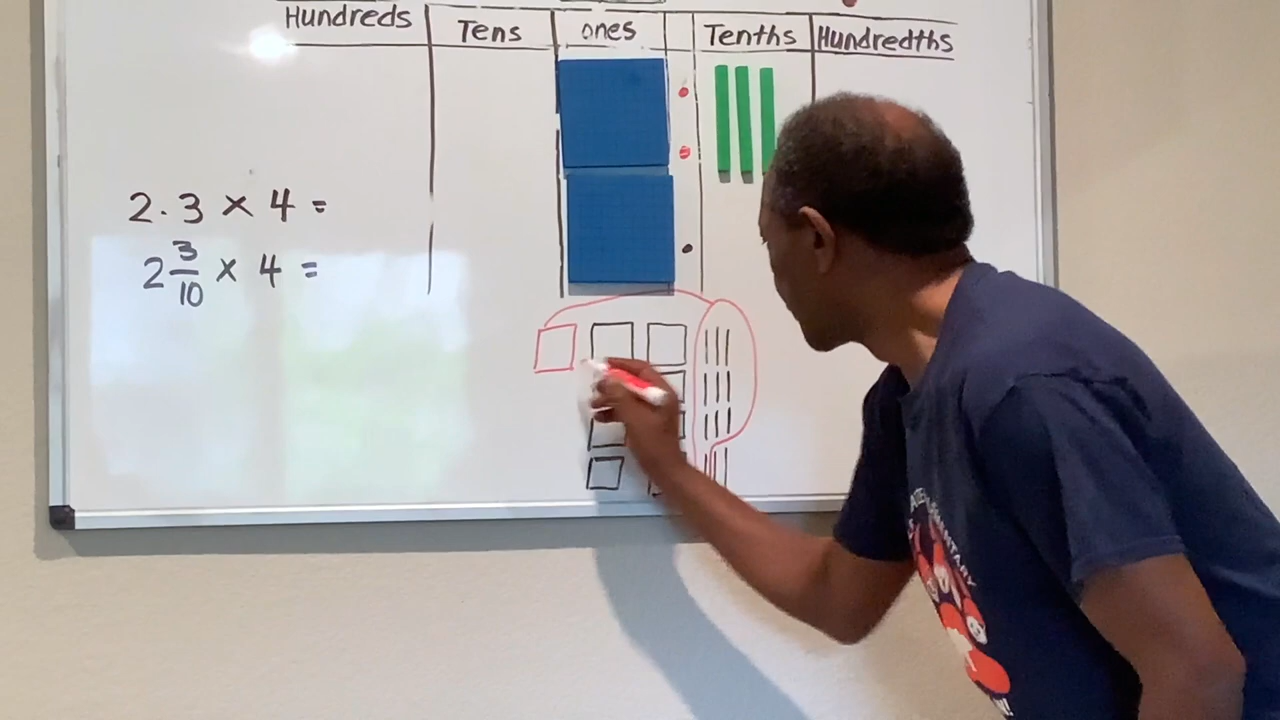 Hundreds Tens ones Tenths Hundredths
2.3 × 4 =
2 3/10 × 4 =